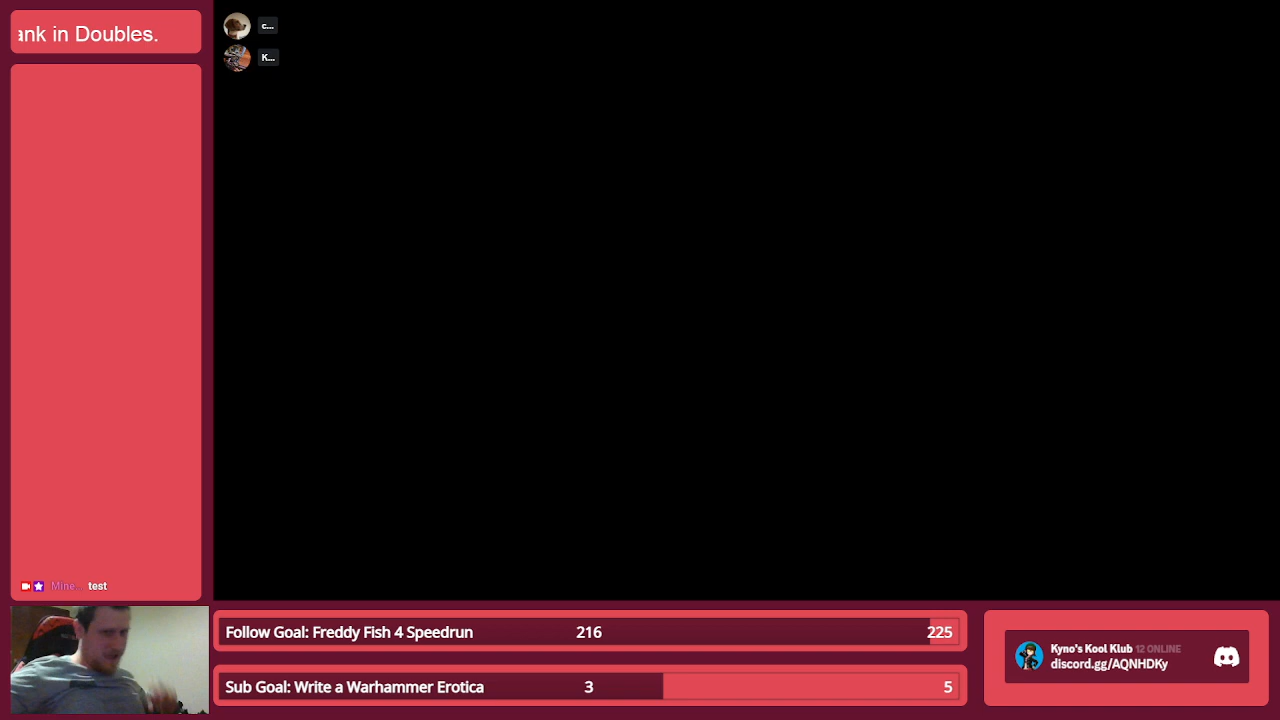 ank in Doubles.
c...
K...
Mine... test
Follow Goal: Freddy Fish 4 Speedrun 216 225
Sub Goal: Write a Warhammer Erotica 3 5
Kyno's Kool Klub 12 ONLINE
discord.gg/AQNHDKy